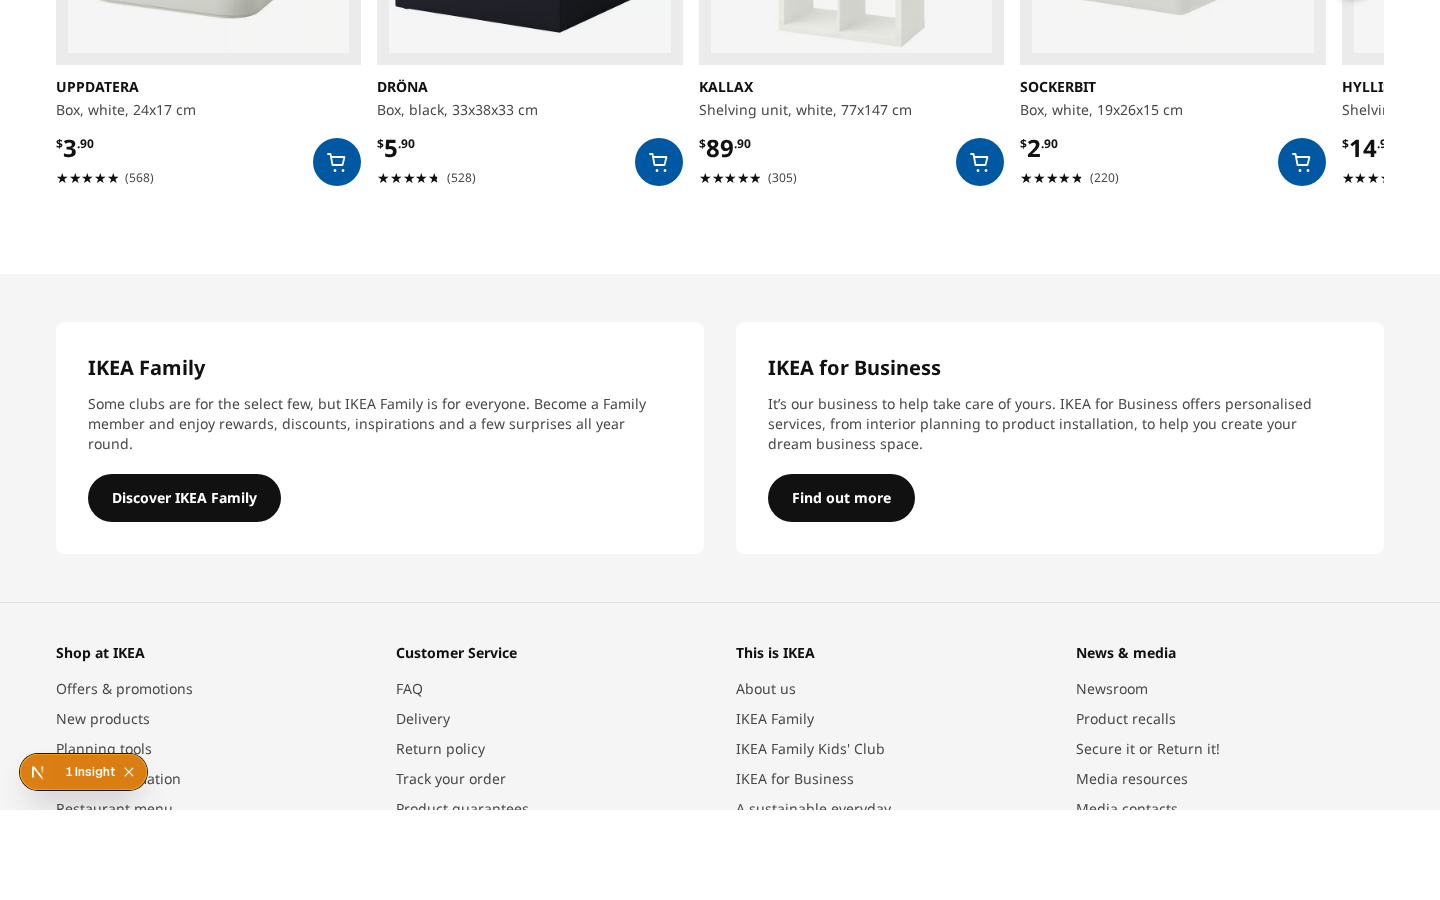 UPPDATERA
Box, white, 24x17 cm
$3.90
(568)
DRÖNA
Box, black, 33x38x33 cm
$5.90
(528)
KALLAX
Shelving unit, white, 77x147 cm
$89.90
(305)
SOCKERBIT
Box, white, 19x26x15 cm
$2.90
(220)
$14
IKEA Family
Some clubs are for the select few, but IKEA Family is for everyone. Become a Family
member and enjoy rewards, discounts, inspirations and a few surprises all year
round.
Discover IKEA Family
IKEA for Business
It’s our business to help take care of yours. IKEA for Business offers personalised
services, from interior planning to product installation, to help you create your
dream business space.
Find out more
Shop at IKEA
Offers & promotions
New products
Planning tools
Restaurant menu
Customer Service
FAQ
Delivery
Return policy
Track your order
Product guarantees
This is IKEA
About us
IKEA Family
IKEA Family Kids' Club
IKEA for Business
A sustainable everyday
News & media
Newsroom
Product recalls
Secure it or Return it!
Media resources
Media contacts
N
1 Insight